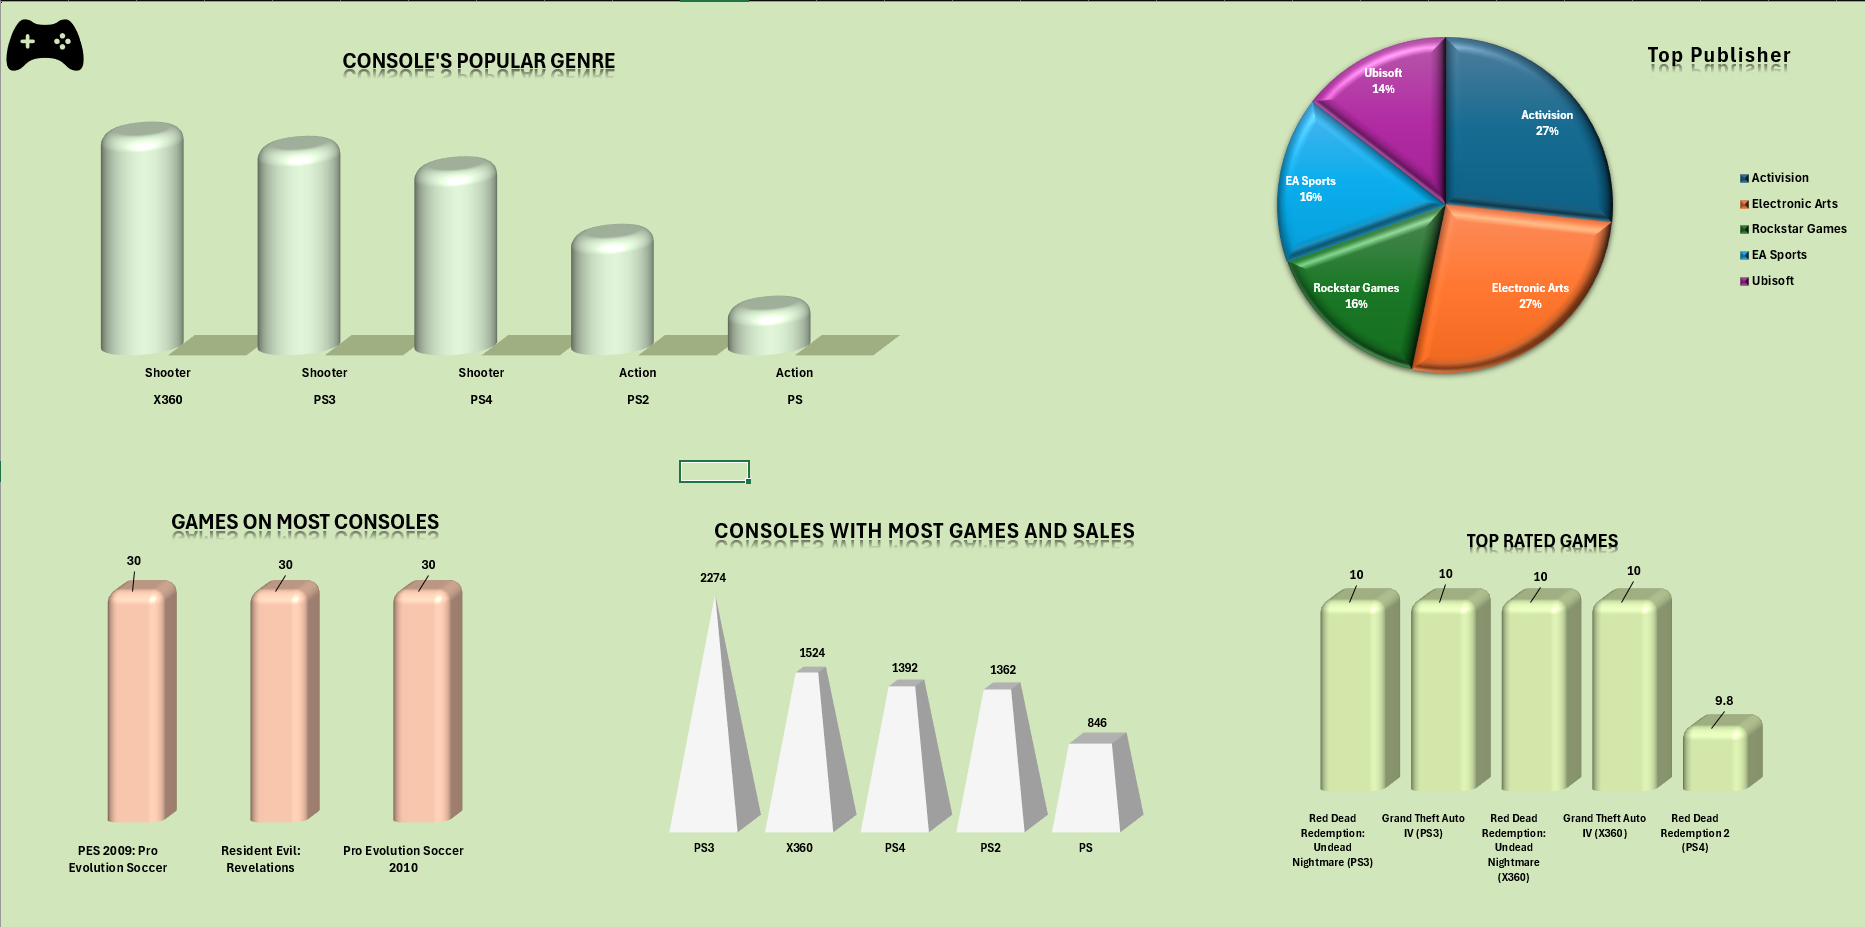 CONSOLE'S POPULAR GENRE
Shooter
Shooter
Shooter
Action
Action
X360
PS3
PS4
PS2
PS
Top Publisher
Ubisoft
14%
Activision
27%
EA Sports
16%
Rockstar Games
16%
Electronic Arts
27%
Activision
Electronic Arts
Rockstar Games
EA Sports
Ubisoft
GAMES ON MOST CONSOLES
30
30
30
PES 2009: Pro
Evolution Soccer
Resident Evil:
Revelations
Pro Evolution Soccer
2010
CONSOLES WITH MOST GAMES AND SALES
2274
1524
1392
1362
846
PS3
X360
PS4
PS2
PS
TOP RATED GAMES
10
10
10
10
9.8
Red Dead
Redemption:
Undead
Nightmare (PS3)
Grand Theft Auto
IV (PS3)
Red Dead
Redemption:
Undead
Nightmare
(X360)
Grand Theft Auto
IV (X360)
Red Dead
Redemption 2
(PS4)